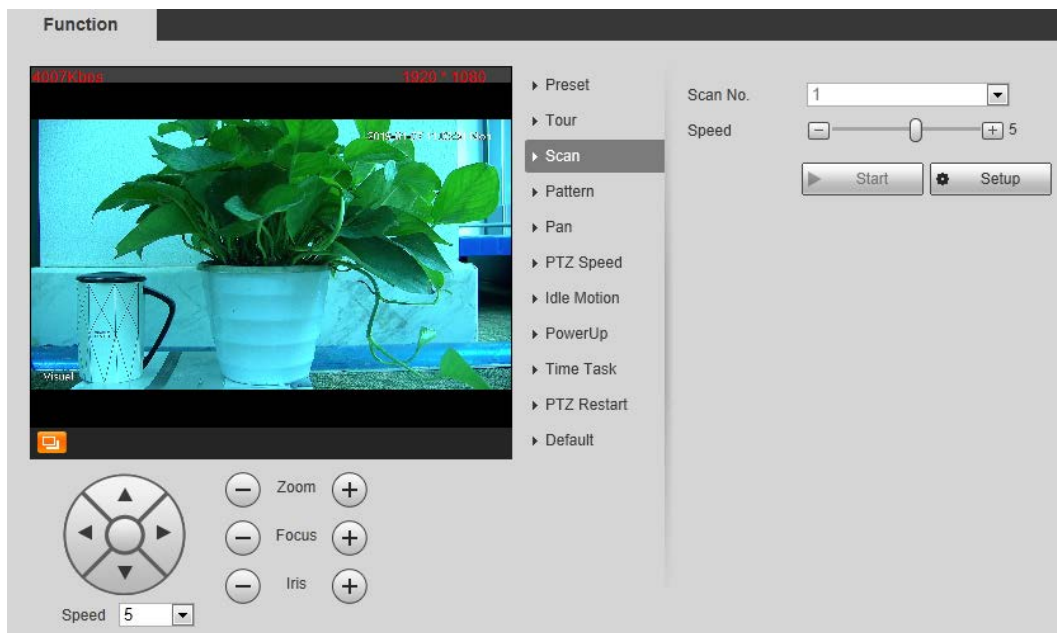 Function
4007Kbps 1920 * 1080
Visuel
Preset
Tour
Scan
Pattern
Pan
PTZ Speed
Idle Motion
PowerUp
Time Task
PTZ Restart
Default
Scan No. 1
Speed 5
Start Setup
Zoom
Focus
Iris
Speed 5